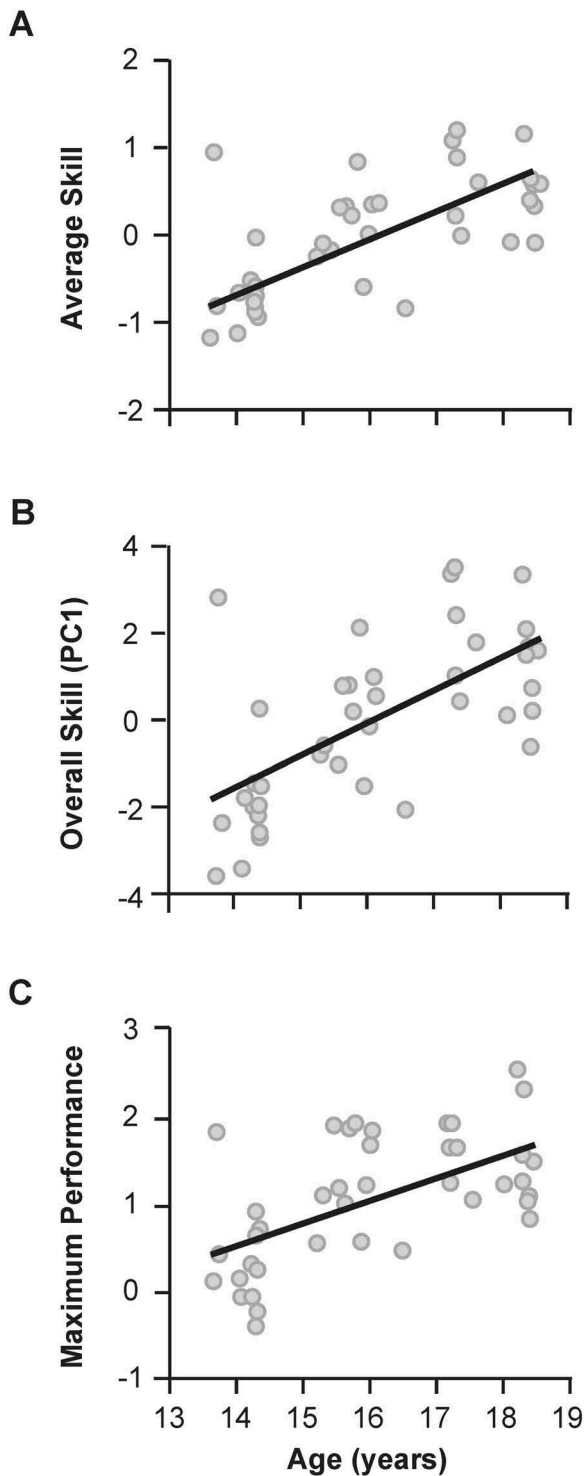 A
2
1
0
-1
-2
Average Skill
B
4
2
0
-2
-4
Overall Skill (PC1)
C
3
2
1
0
-1
Maximum Performance
13 14 15 16 17 18 19
Age (years)